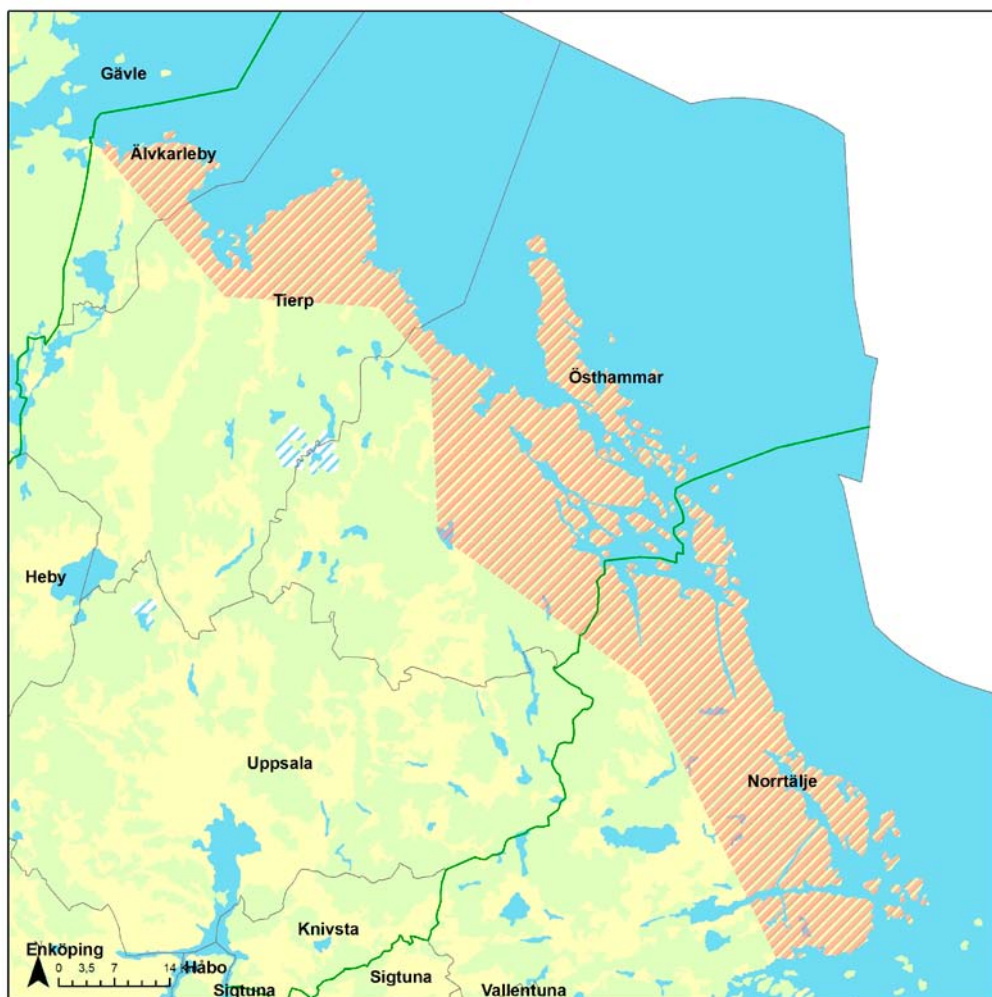 Gävle
Älvkarleby
Tierp
Östhammar
Heby
Uppsala
Norrtälje
Knivsta
Enköping
0 3,5 7 14
Håbo
Sigtuna
Sigtuna
Vallentuna